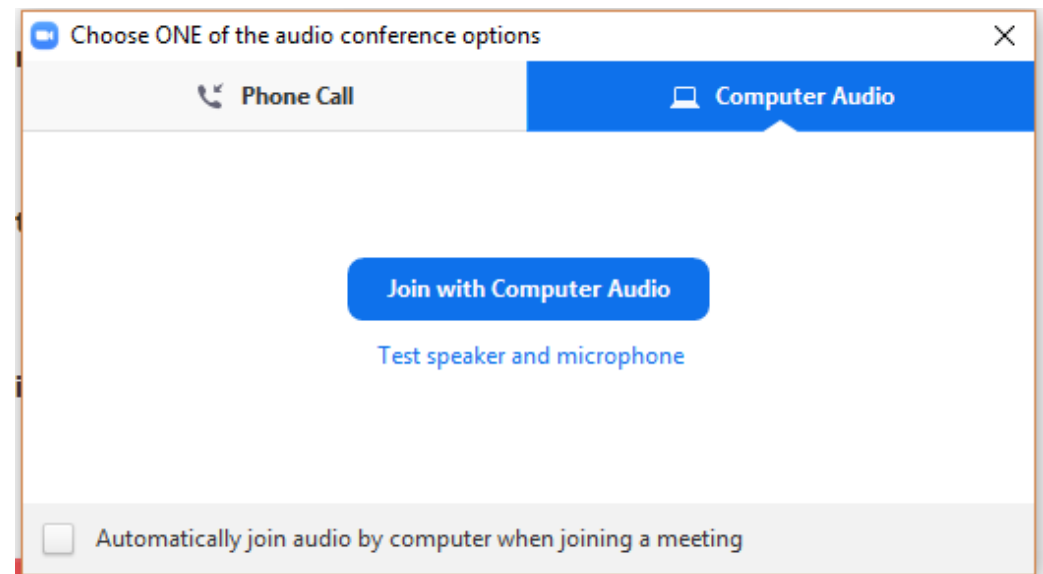 Choose ONE of the audio conference options
Phone Call
Computer Audio
Join with Computer Audio
Test speaker and microphone
Automatically join audio by computer when joining a meeting